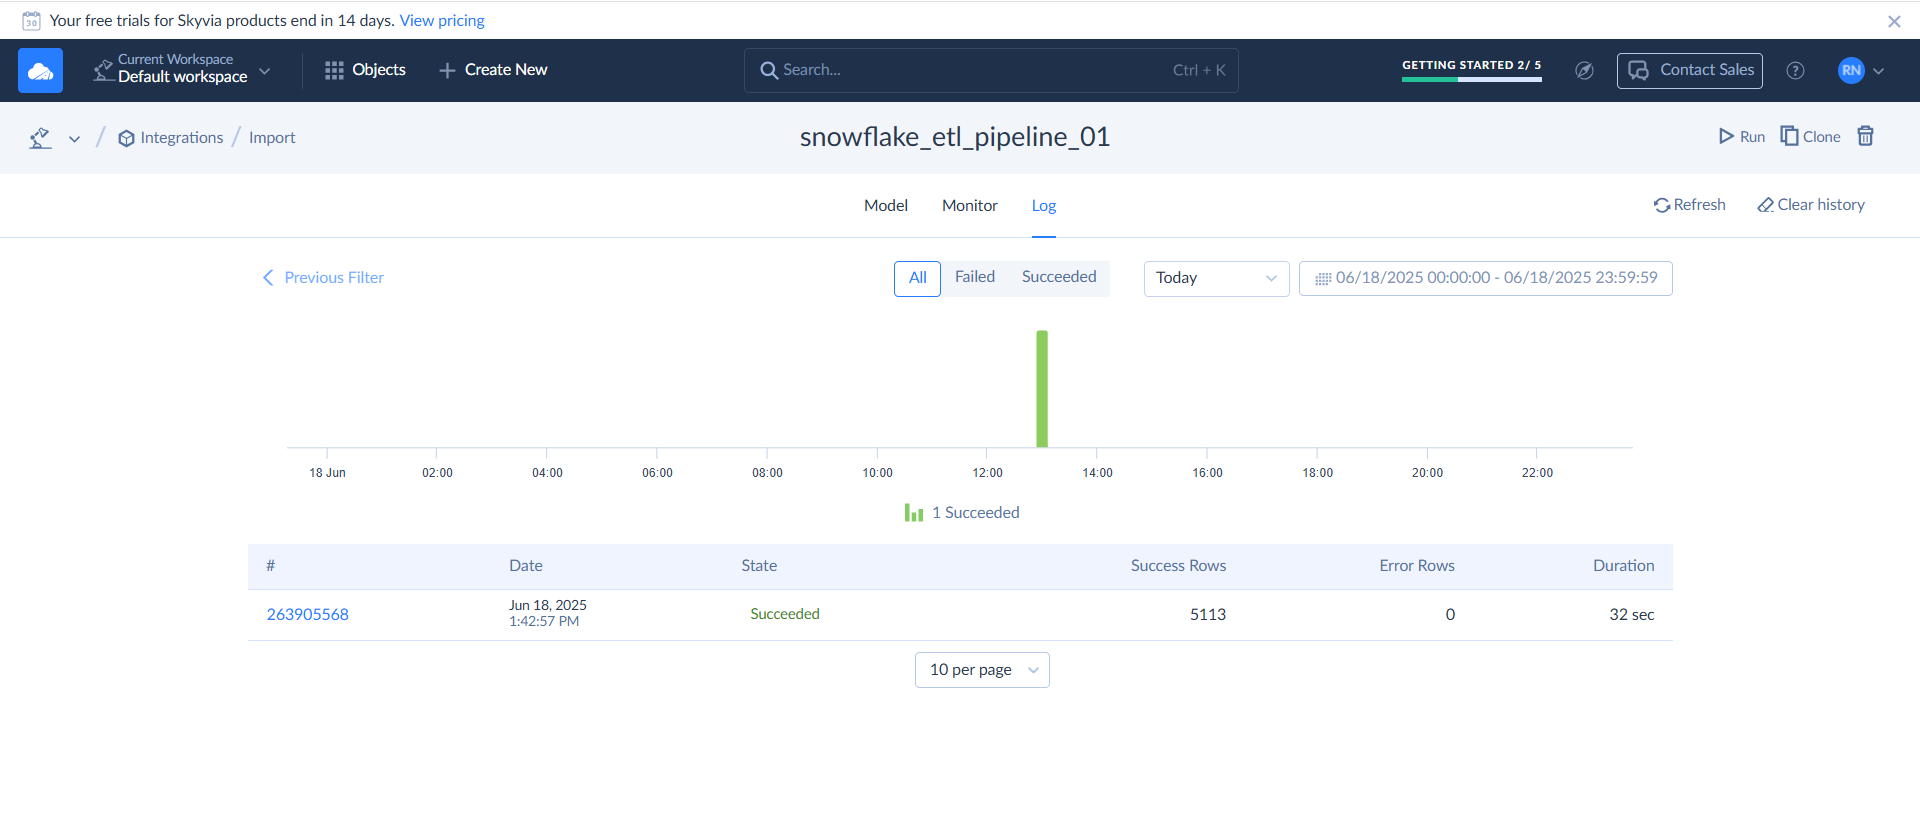 30 Your free trials for Skyvia products end in 14 days. View pricing
Current Workspace
Default workspace
Objects
Create New
Search...
Ctrl + K
GETTING STARTED 2/ 5
Contact Sales
?
RN
/ Integrations / Import
snowflake_etl_pipeline_01
Run
Clone
Model
Monitor
Log
Refresh
Clear history
Previous Filter
All
Failed
Succeeded
Today
06/18/2025 00:00:00 - 06/18/2025 23:59:59
18 Jun 02:00 04:00 06:00 08:00 10:00 12:00 14:00 16:00 18:00 20:00 22:00
1 Succeeded
# Date State Success Rows Error Rows Duration
263905568 Jun 18, 2025 Succeeded 5113 0 32 sec
1:42:57 PM
10 per page